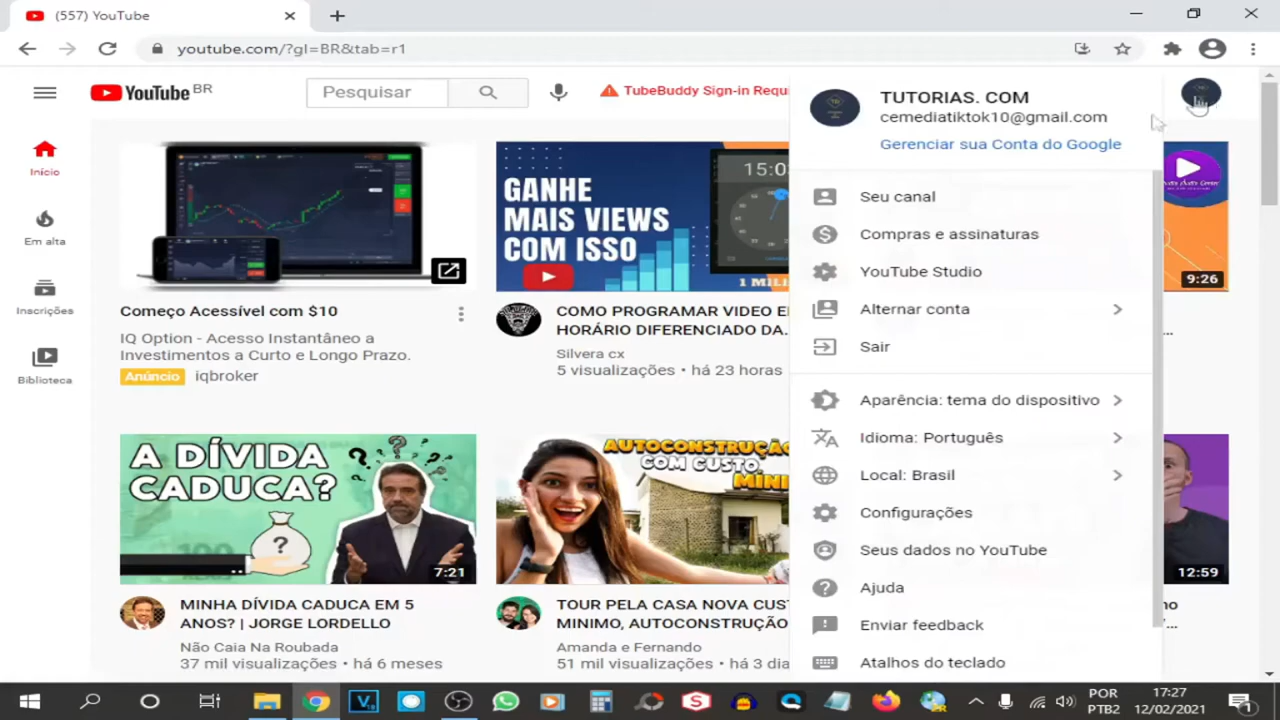 (557) YouTube
youtube.com/?gl=BR&tab=r1
YouTube BR
Pesquisar
TubeBuddy Sign-in Requi
TUTORIAS. COM
cemediatiktok10@gmail.com
Gerenciar sua Conta do Google
Início
Em alta
Inscrições
Biblioteca
Começo Acessível com $10
IQ Option - Acesso Instantâneo a
Investimentos a Curto e Longo Prazo.
Anúncio iqbroker
GANHE
MAIS VIEWS
COM ISSO
15:03
1 MIL
COMO PROGRAMAR VIDEO E
HORÁRIO DIFERENCIADO DA..
Silvera cx
5 visualizações • há 23 horas
9:26
Seu canal
Compras e assinaturas
YouTube Studio
Alternar conta
Sair
Aparência: tema do dispositivo
Idioma: Português
Local: Brasil
Configurações
Seus dados no YouTube
Ajuda
Enviar feedback
Atalhos do teclado
A DÍVIDA
CADUCA?
7:21
MINHA DÍVIDA CADUCA EM 5
ANOS? | JORGE LORDELLO
Não Caia Na Roubada
37 mil visualizações • há 6 meses
AUTOCONSTRUÇÃO
COM CUSTO
MÍNI
TOUR PELA CASA NOVA CUS
MINIMO, AUTOCONSTRUÇÃO
Amanda e Fernando
51 mil visualizações • há 3 dia
12:59
POR
PTB2
17:27
12/02/2021